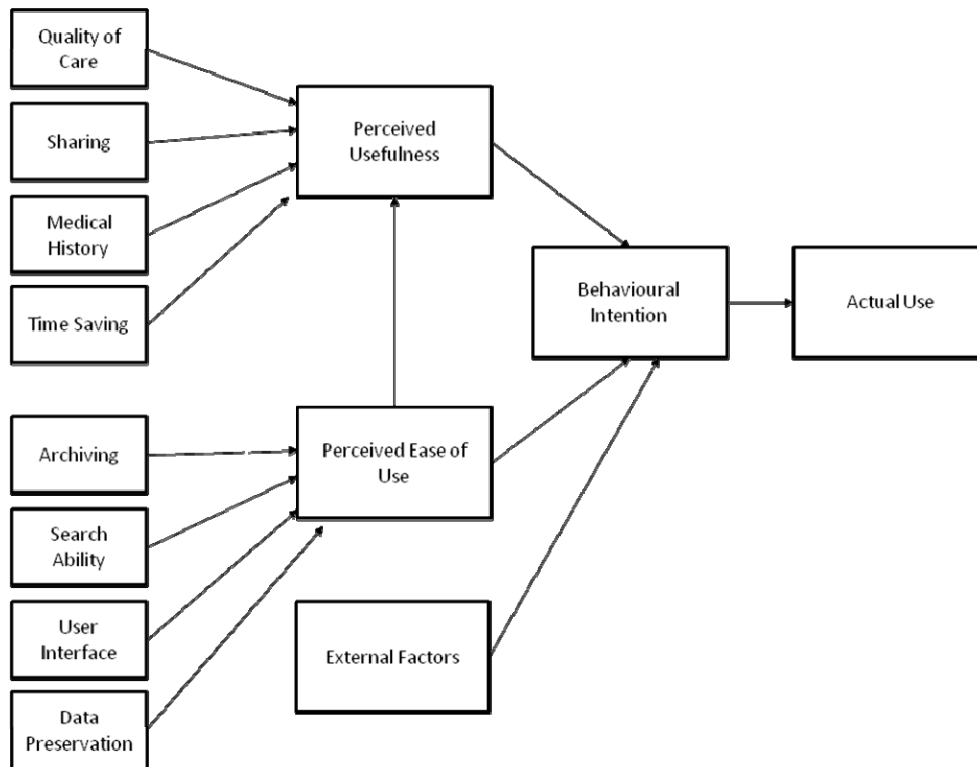 Quality of
Care
Sharing
Medical
History
Time Saving
Perceived
Usefulness
Behavioural
Intention
Actual Use
Archiving
Search
Ability
User
Interface
Data
Preservation
Perceived Ease of
Use
External Factors